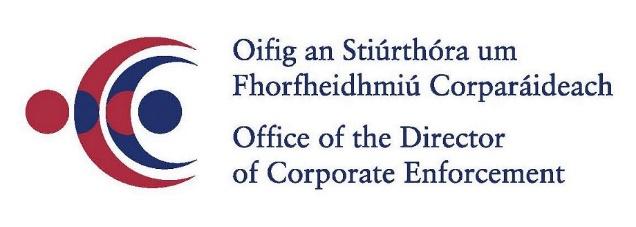 Oifig an Stiúrthóra um
Fhorfheidhmiú Corparáideach
Office of the Director
of Corporate Enforcement